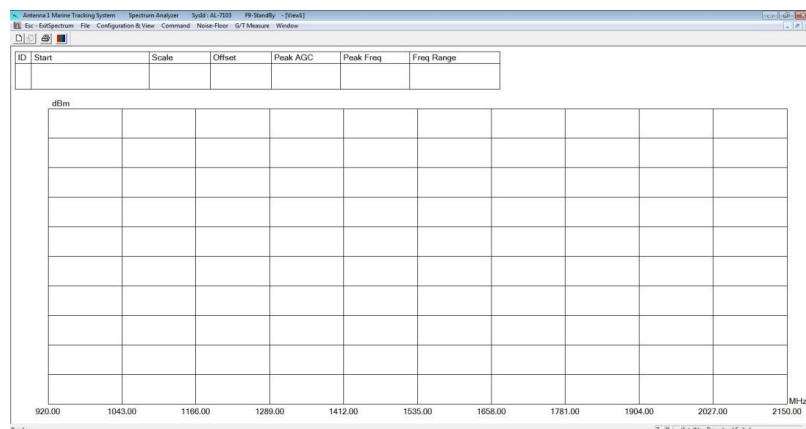 Antenna 1 Marine Tracking System Spectrum Analyzer SysId : AL-7103 F9-StandBy - [View1]
Esc - ExitSpectrum File Configuration & View Command Noise-Floor G/T Measure Window
ID Start Scale Offset Peak AGC Peak Freq Freq Range
dBm
MHz
920.00 1043.00 1166.00 1289.00 1412.00 1535.00 1658.00 1781.00 1904.00 2027.00 2150.00